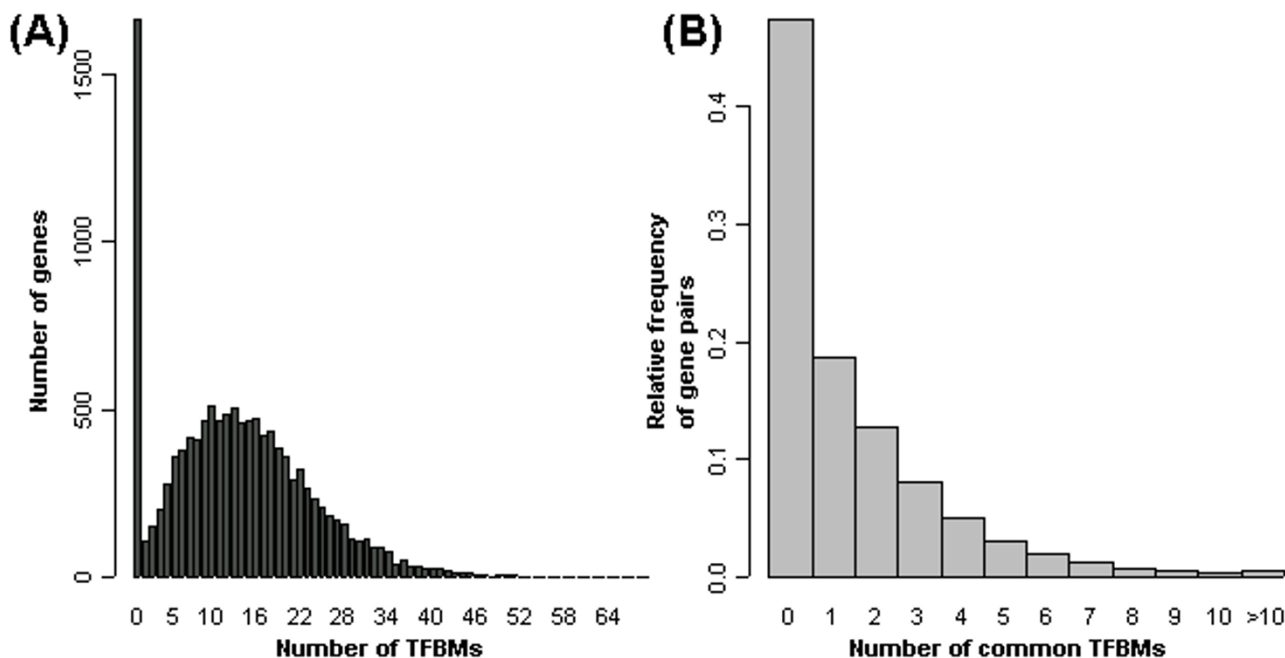 (A)
Number of genes
1500
1000
500
0
0 5 10 16 22 28 34 40 46 52 58 64
Number of TFBMs
(B)
Relative frequency
of gene pairs
0.4
0.3
0.2
0.1
0.0
0 1 2 3 4 5 6 7 8 9 10 >10
Number of common TFBMs